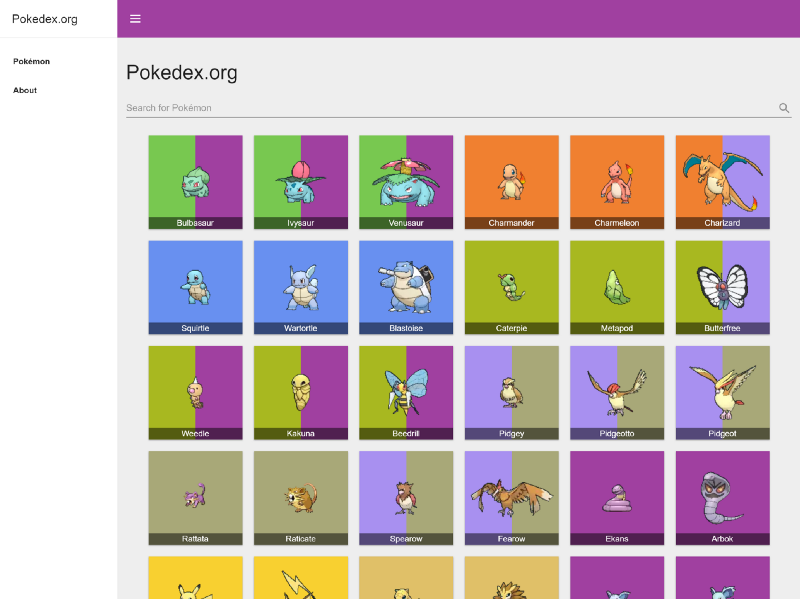 Pokedex.org
Pokémon
About
Pokedex.org
Search for Pokémon
Bulbasaur
Ivysaur
Venusaur
Charmander
Charmeleon
Charizard
Squirtle
Wartortle
Blastoise
Caterpie
Metapod
Butterfree
Weedle
Kakuna
Beedrill
Pidgey
Pidgeotto
Pidgeot
Rattata
Raticate
Spearow
Fearow
Ekans
Arbok